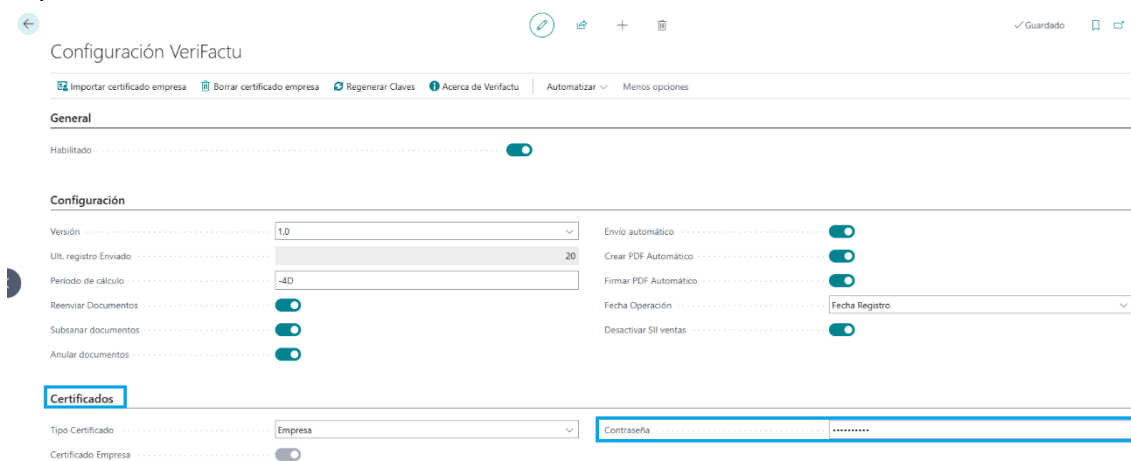 Guardado
Configuración VeriFactu
Importar certificado empresa Borrar certificado empresa Regenerar Claves Acerca de Verifactu Automatizar Menos opciones
General
Habilitado
Configuración
Versión 1.0 Envío automático
Ult. registro Enviado 20 Crear PDF Automático
Período de cálculo -4D Firmar PDF Automático
Reenviar Documentos Fecha Operación Fecha Registro
Subsanar documentos Desactivar SII ventas
Anular documentos
Certificados
Tipo Certificado Empresa Contraseña ••••••••••
Certificado Empresa